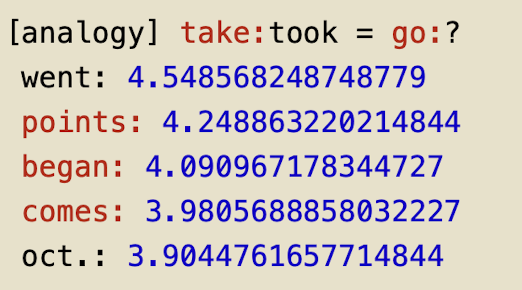 [analogy] take:took = go:?
went: 4.548568248748779
points: 4.248863220214844
began: 4.090967178344727
comes: 3.9805688858032227
oct.: 3.9044761657714844